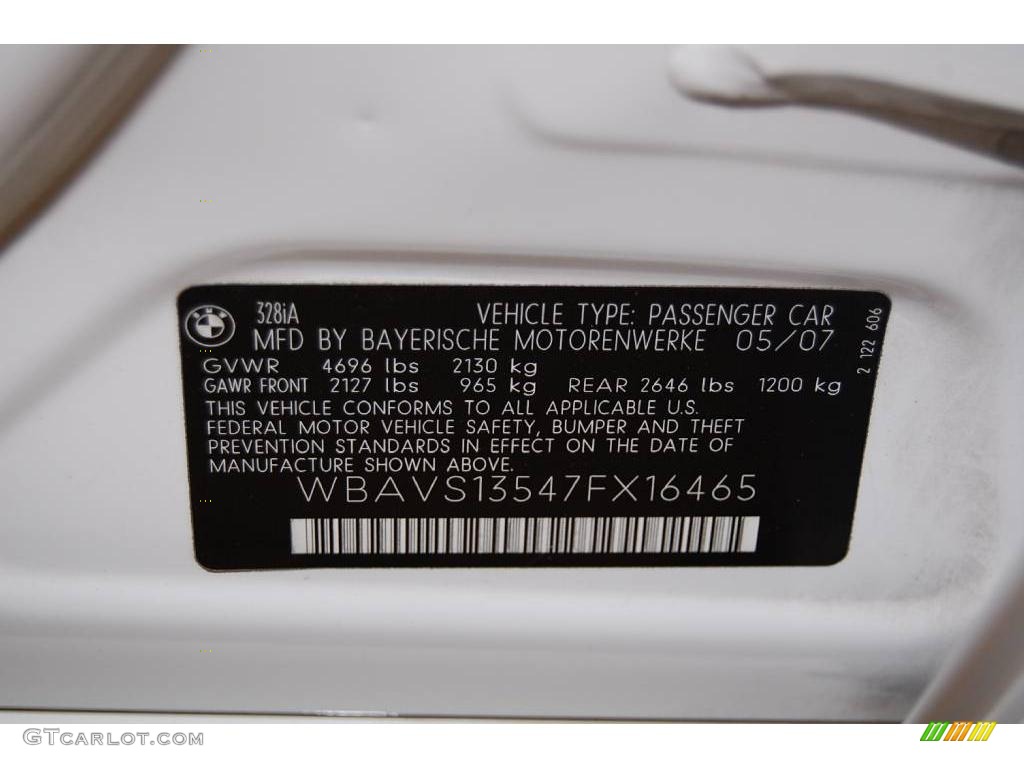 328iA VEHICLE TYPE: PASSENGER CAR
MFD BY BAYERISCHE MOTORENWERKE 05/07
GVWR 4696 lbs 2130 kg
GAWR FRONT 2127 lbs 965 kg REAR 2646 lbs 1200 kg
THIS VEHICLE CONFORMS TO ALL APPLICABLE U.S.
FEDERAL MOTOR VEHICLE SAFETY, BUMPER AND THEFT
PREVENTION STANDARDS IN EFFECT ON THE DATE OF
MANUFACTURE SHOWN ABOVE.
WBAVS13547FX16465
2 122 606
GTCARLOT.COM